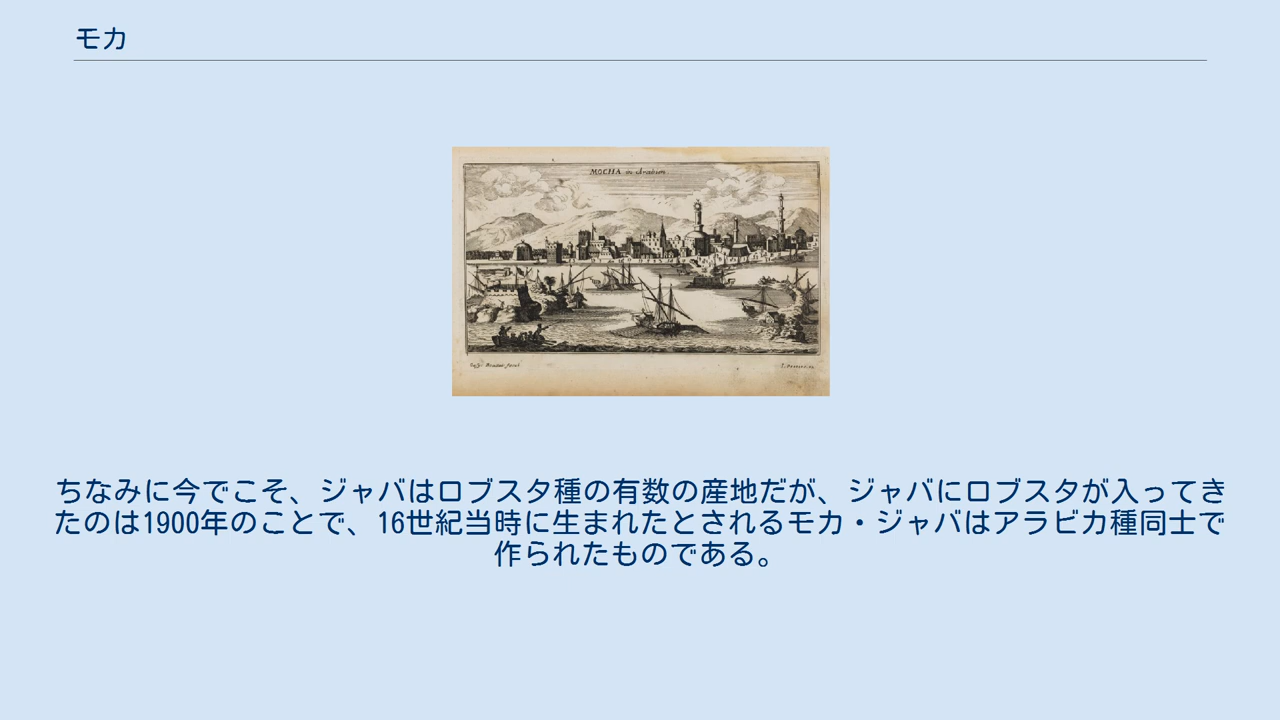 モカ
MOCHA in Arabien
ちなみに今でこそ、ジャバはロブスタ種の有数の産地だが、ジャバにロブスタが入ってき
たのは1900年のことで、16世紀当時に生まれたとされるモカ・ジャバはアラビカ種同士で
作られたものである。